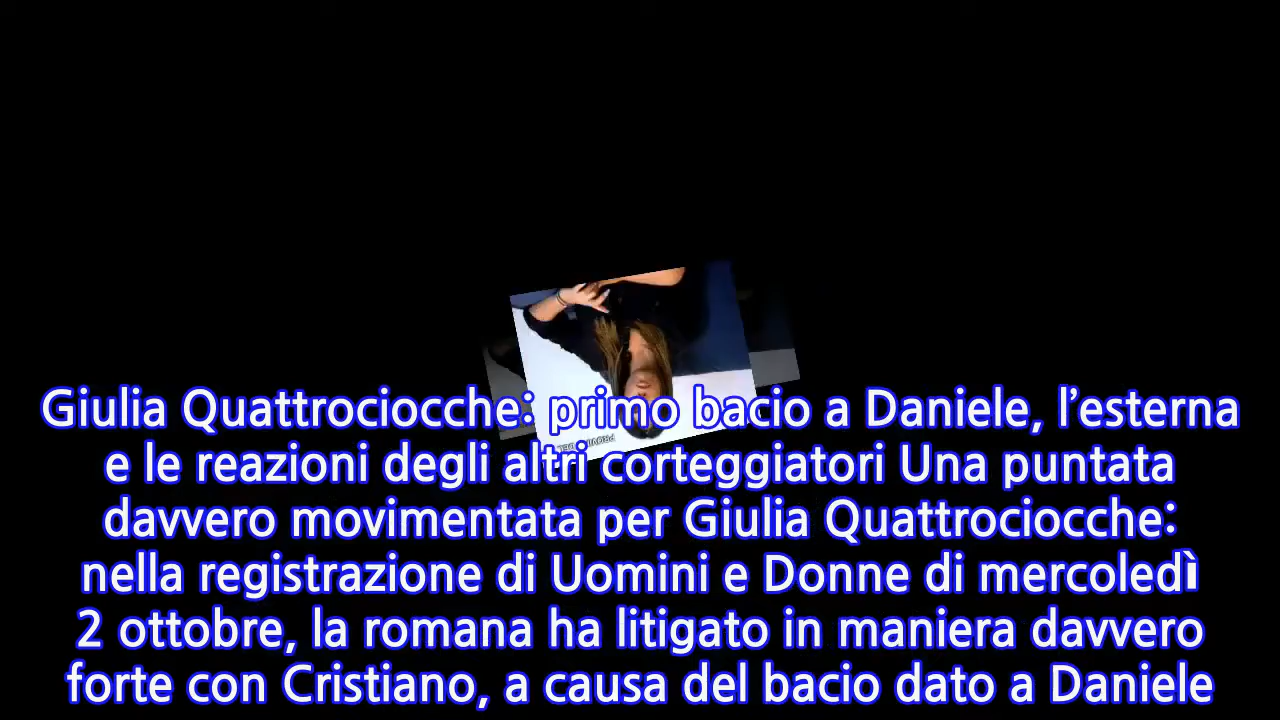 Giulia Quattrociocche: primo bacio a Daniele, l’esterna
e le reazioni degli altri corteggiatori Una puntata
davvero movimentata per Giulia Quattrociocche:
nella registrazione di Uomini e Donne di mercoledì
2 ottobre, la romana ha litigato in maniera davvero
forte con Cristiano, a causa del bacio dato a Daniele